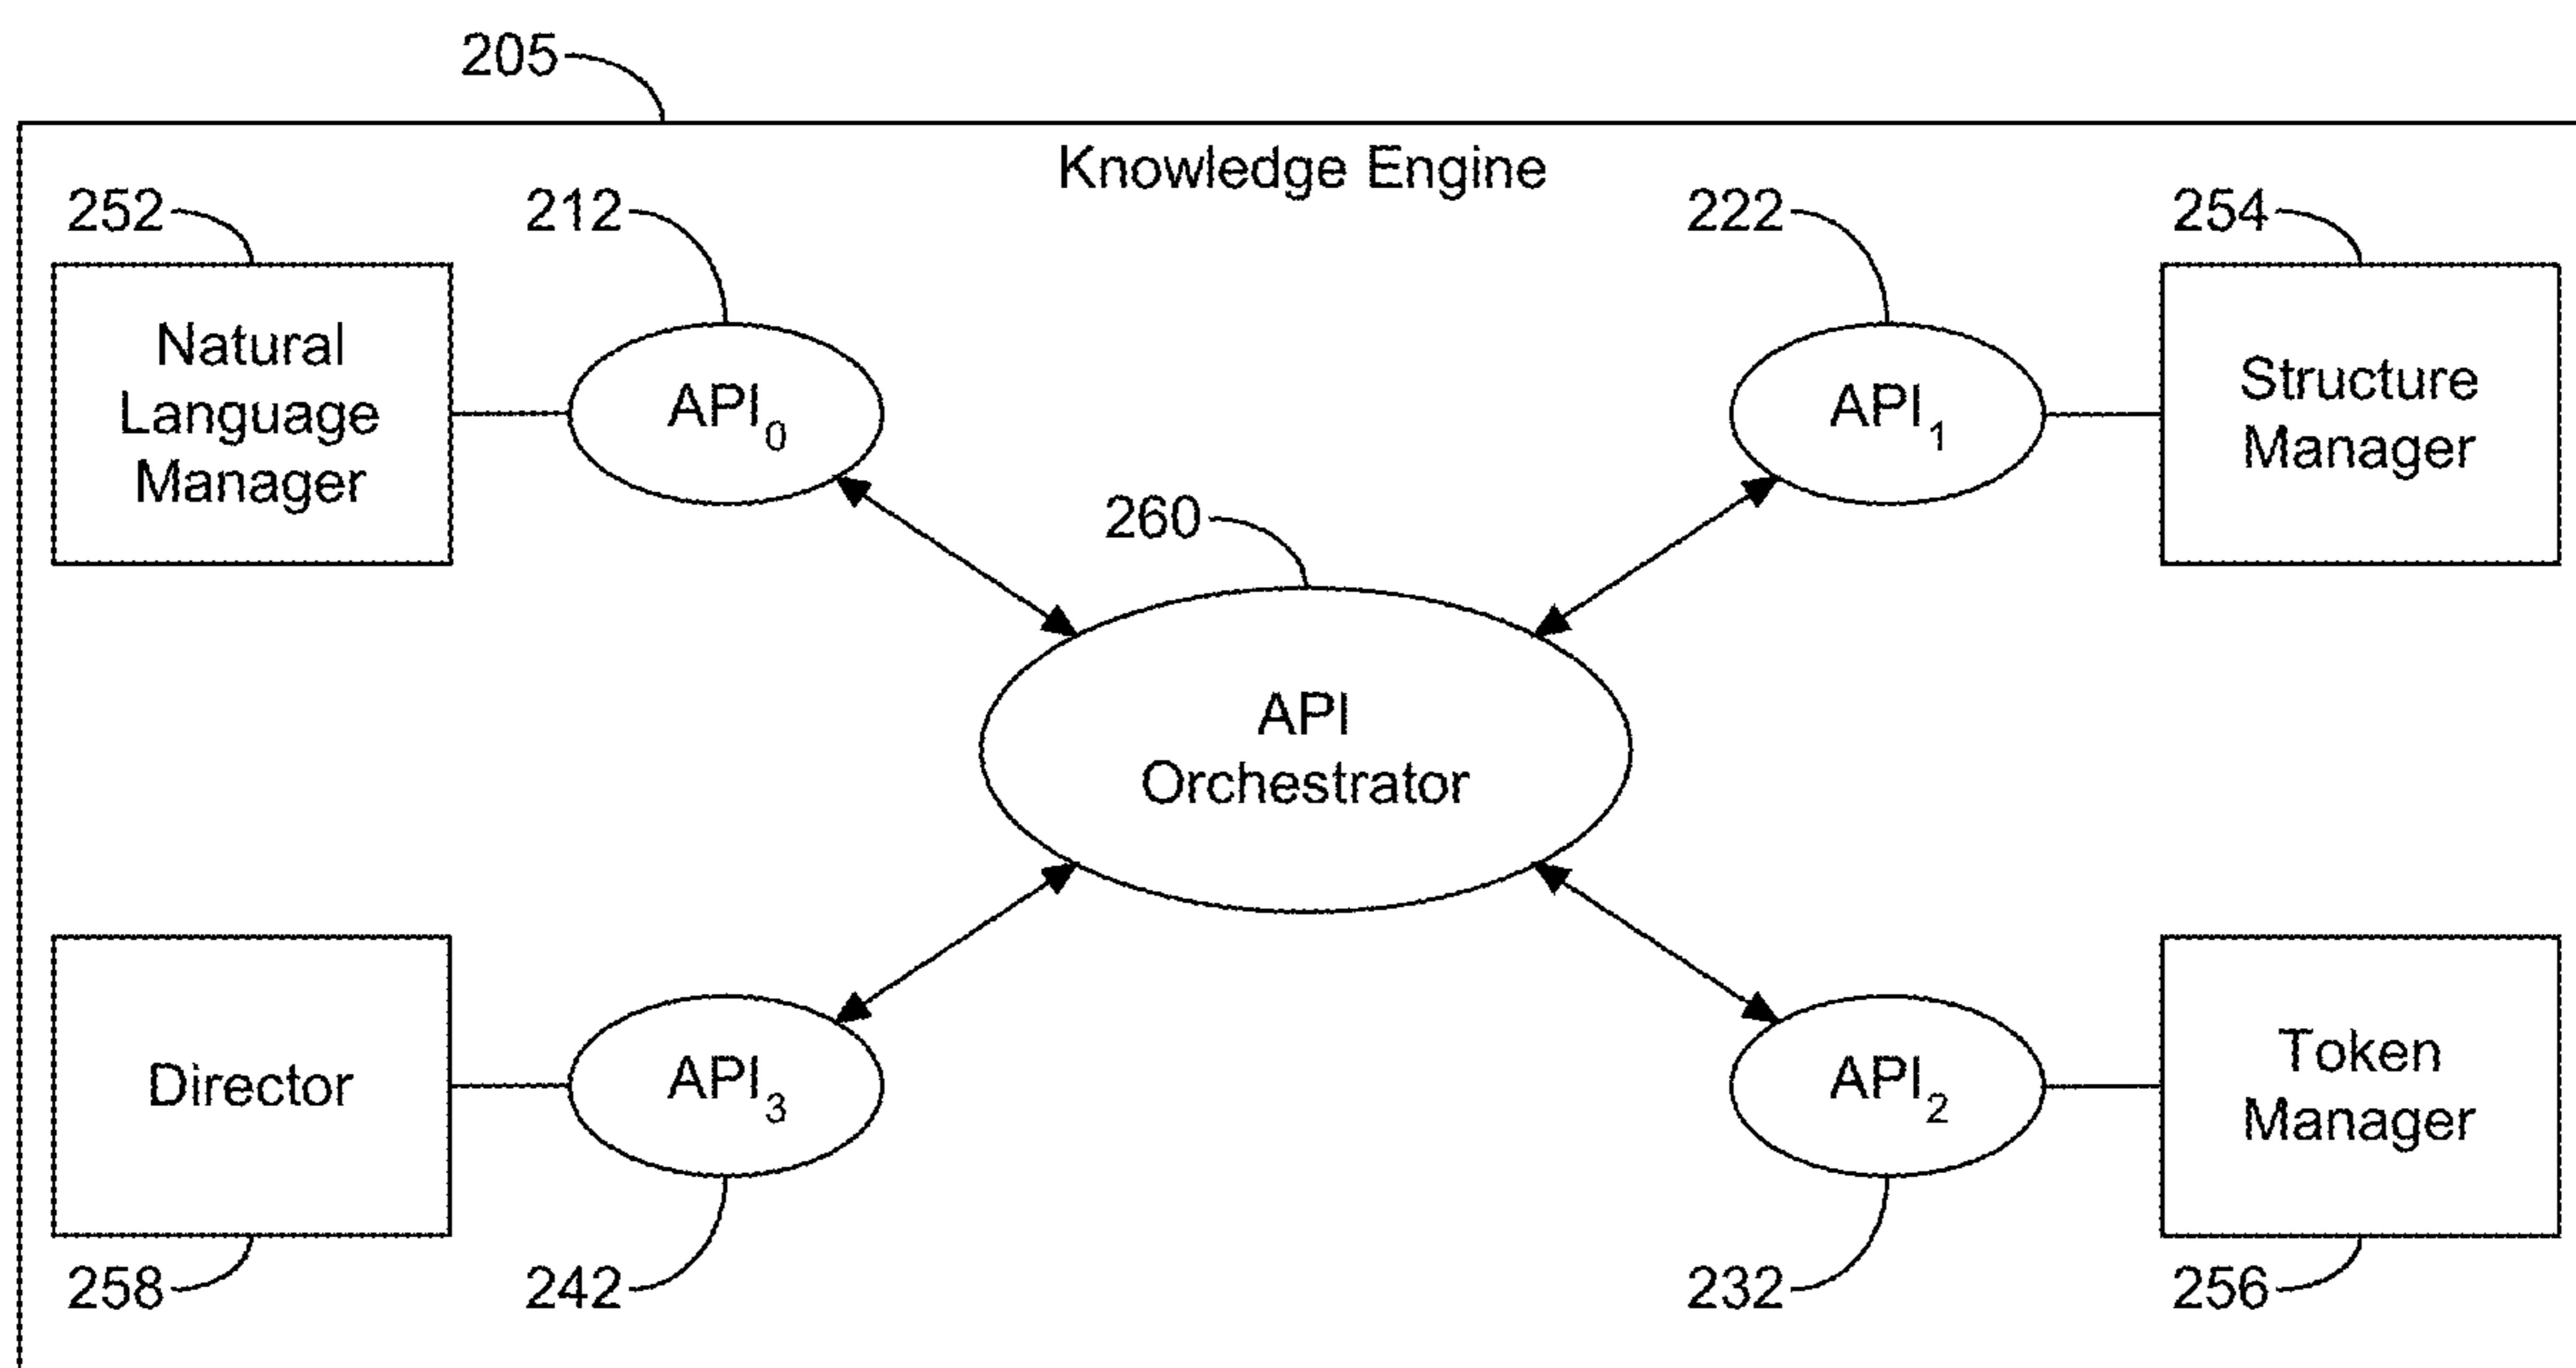 205
Knowledge Engine
252
212
222
254
Natural
Language
Manager
API₀
API₁
Structure
Manager
260
API
Orchestrator
Director
API₃
API₂
Token
Manager
258
242
232
256